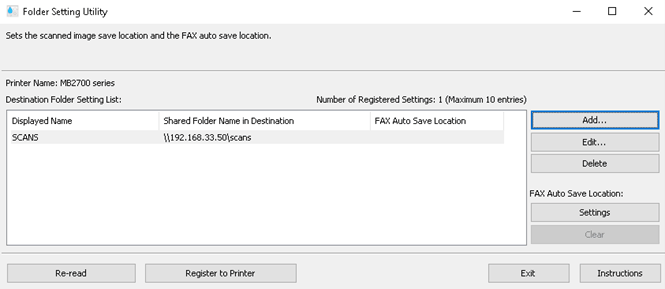 Folder Setting Utility
Sets the scanned image save location and the FAX auto save location.
Printer Name: MB2700 series
Destination Folder Setting List: Number of Registered Settings: 1 (Maximum 10 entries)
Displayed Name Shared Folder Name in Destination FAX Auto Save Location
SCANS \\192.168.33.50\scans
Add...
Edit...
Delete
FAX Auto Save Location:
Settings
Clear
Re-read Register to Printer Exit Instructions